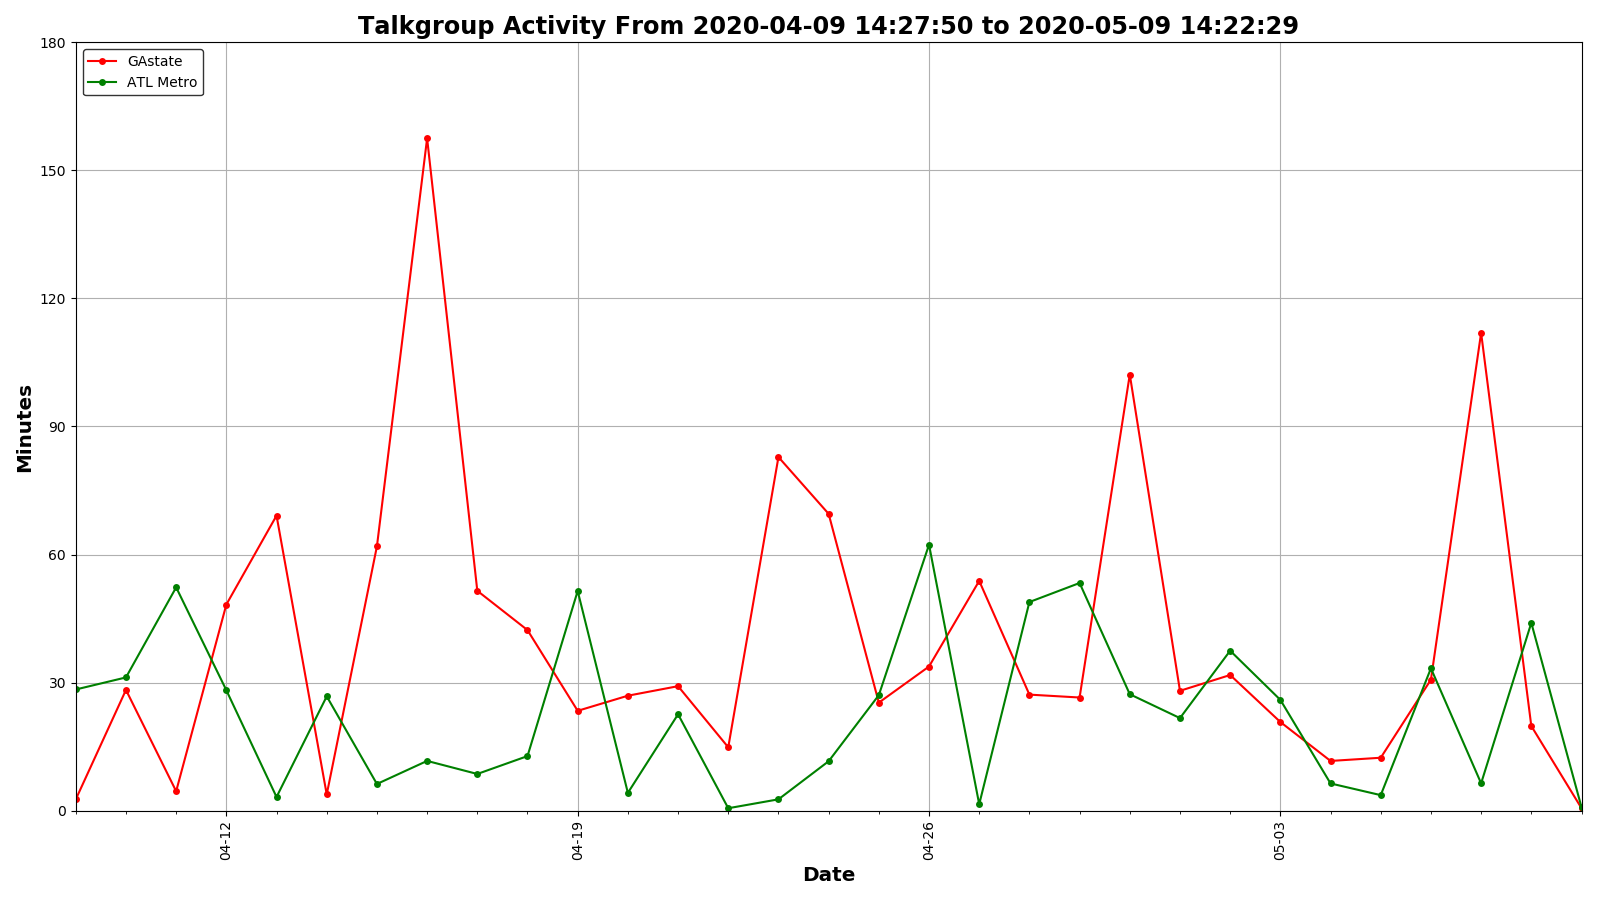 Talkgroup Activity From 2020-04-09 14:27:50 to 2020-05-09 14:22:29
180
GAstate
ATL Metro
150
120
90
60
30
0
Minutes
04-12
04-19
04-26
05-03
Date